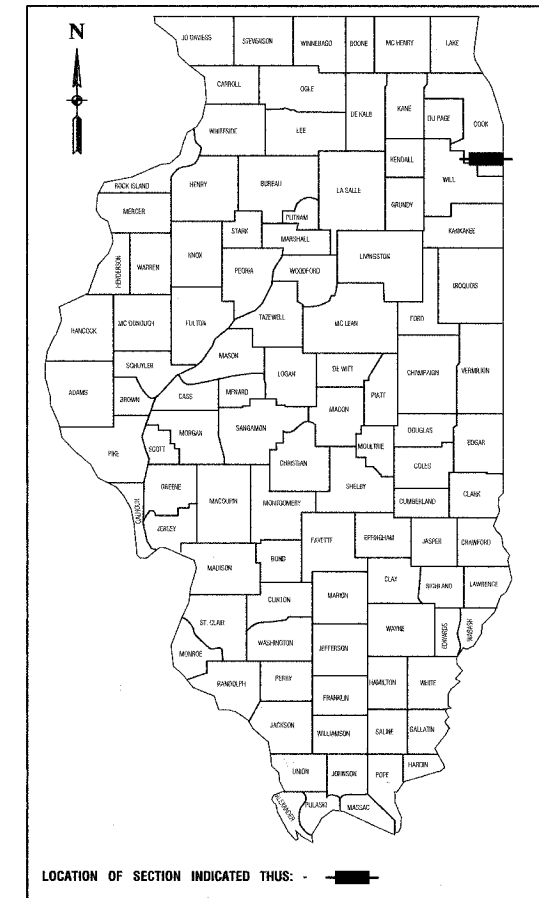 N
JO DAVIESS STEPHENSON WINNEBAGO BOONE MC HENRY LAKE
CARROLL OGLE
DE KALB KANE DU PAGE COOK
WHITESIDE LEE
KENDALL WILL
ROCK ISLAND HENRY BUREAU LA SALLE GRUNDY
MERCER PUTNAM KANKAKEE
STARK MARSHALL
HENDERSON WARREN KNOX PEORIA WOODFORD LIVINGSTON IROQUOIS
TAZEWELL FORD
HANCOCK MC DONOUGH FULTON MC LEAN
MASON
SCHUYLER LOGAN DE WITT CHAMPAIGN VERMILION
ADAMS BROWN CASS MENARD MACON PIATT
MORGAN SANGAMON DOUGLAS EDGAR
PIKE SCOTT CHRISTIAN MOULTRIE COLES
GREENE MACOUPIN MONTGOMERY SHELBY CUMBERLAND CLARK
CALHOUN JERSEY FAYETTE EFFINGHAM JASPER CRAWFORD
MADISON BOND CLAY RICHLAND LAWRENCE
CLINTON MARION
ST. CLAIR WAYNE EDWARDS WABASH
MONROE WASHINGTON JEFFERSON
RANDOLPH PERRY HAMILTON WHITE
FRANKLIN
JACKSON WILLIAMSON SALINE GALLATIN
UNION JOHNSON POPE HARDIN
ALEXANDER PULASKI MASSAC
LOCATION OF SECTION INDICATED THUS: -